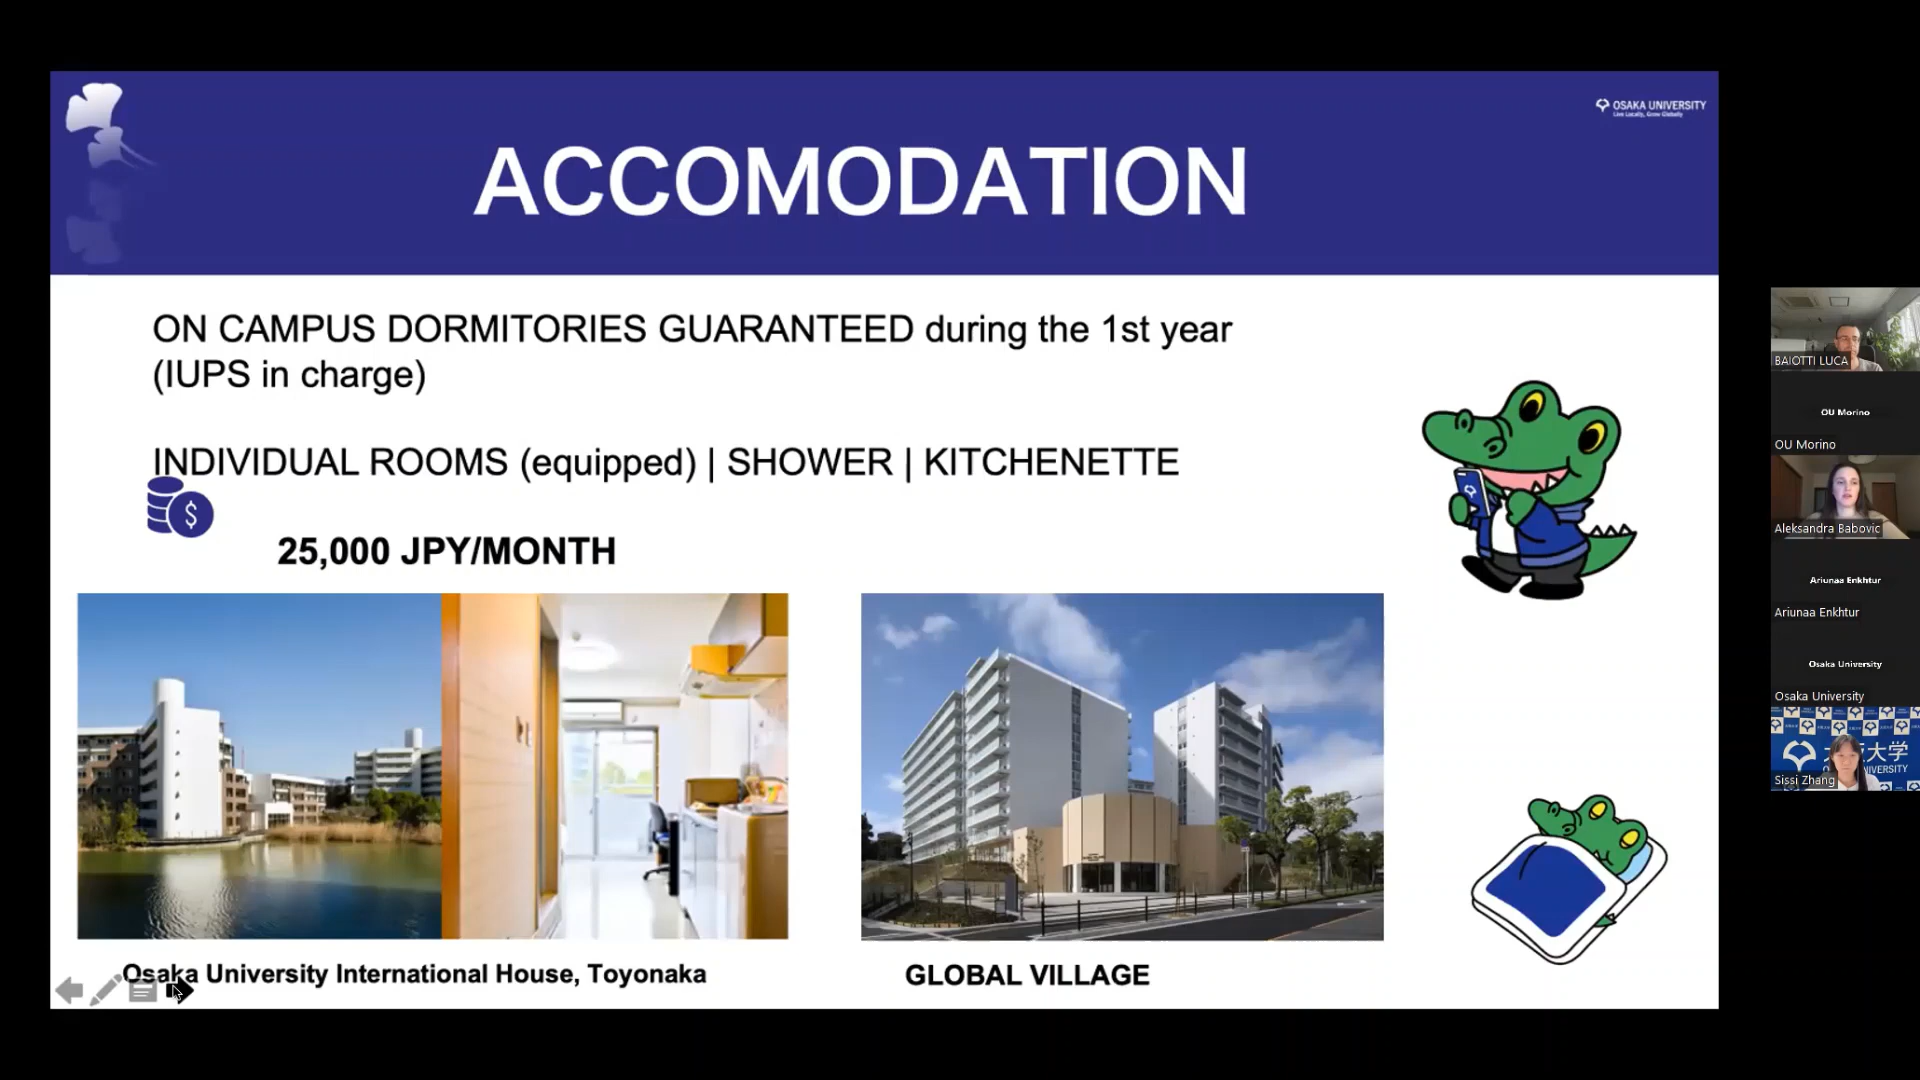 OSAKA UNIVERSITY
Live Locally, Grow Globally
ACCOMODATION
ON CAMPUS DORMITORIES GUARANTEED during the 1st year
(IUPS in charge)
INDIVIDUAL ROOMS (equipped) | SHOWER | KITCHENETTE
$
25,000 JPY/MONTH
Osaka University International House, Toyonaka
GLOBAL VILLAGE
BAIOTTI LUCA
OU Morino
OU Morino
Aleksandra Babovic
Ariunaa Enkhtur
Ariunaa Enkhtur
Osaka University
Osaka University
Sissi Zhang